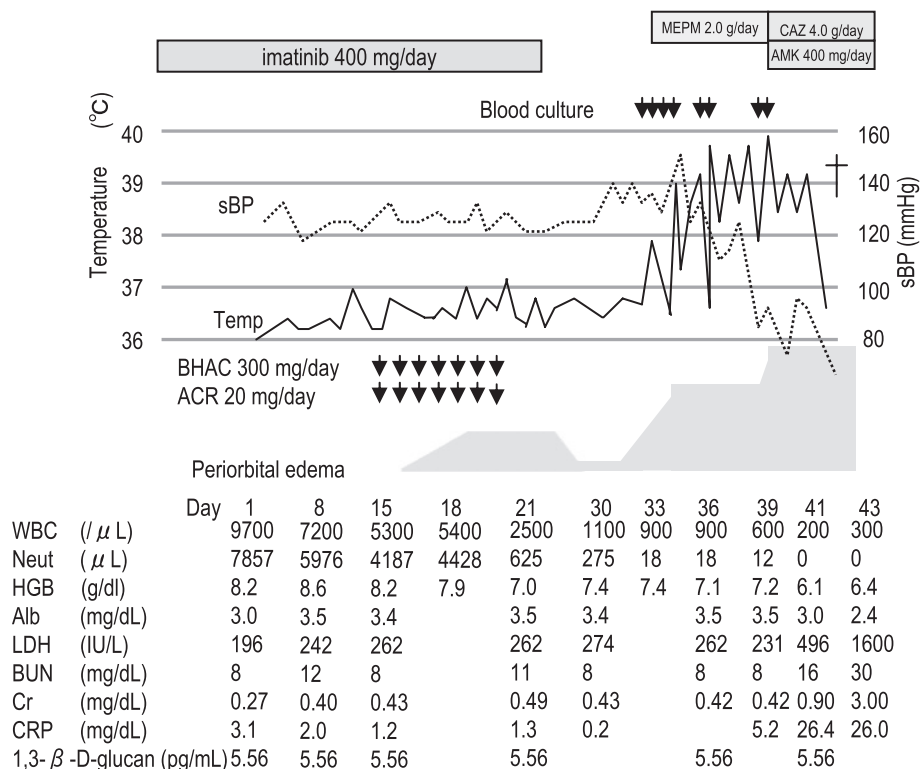 MEPM 2.0 g/day
CAZ 4.0 g/day
imatinib 400 mg/day
AMK 400 mg/day
Blood culture
(°C)
40
39
38
37
36
Temperature
160
140
120
100
80
sBP (mmHg)
sBP
Temp
BHAC 300 mg/day
ACR 20 mg/day
Periorbital edema
Day 1 8 15 18 21 30 33 36 39 41 43
WBC (/μL) 9700 7200 5300 5400 2500 1100 900 900 600 200 300
Neut (μL) 7857 5976 4187 4428 625 275 18 18 12 0 0
HGB (g/dl) 8.2 8.6 8.2 7.9 7.0 7.4 7.4 7.1 7.2 6.1 6.4
Alb (mg/dL) 3.0 3.5 3.4 3.5 3.4 3.5 3.5 3.0 2.4
LDH (IU/L) 196 242 262 262 274 262 231 496 1600
BUN (mg/dL) 8 12 8 11 8 8 8 16 30
Cr (mg/dL) 0.27 0.40 0.43 0.49 0.43 0.42 0.42 0.90 3.00
CRP (mg/dL) 3.1 2.0 1.2 1.3 0.2 5.2 26.4 26.0
1,3-β-D-glucan (pg/mL) 5.56 5.56 5.56 5.56 5.56 5.56